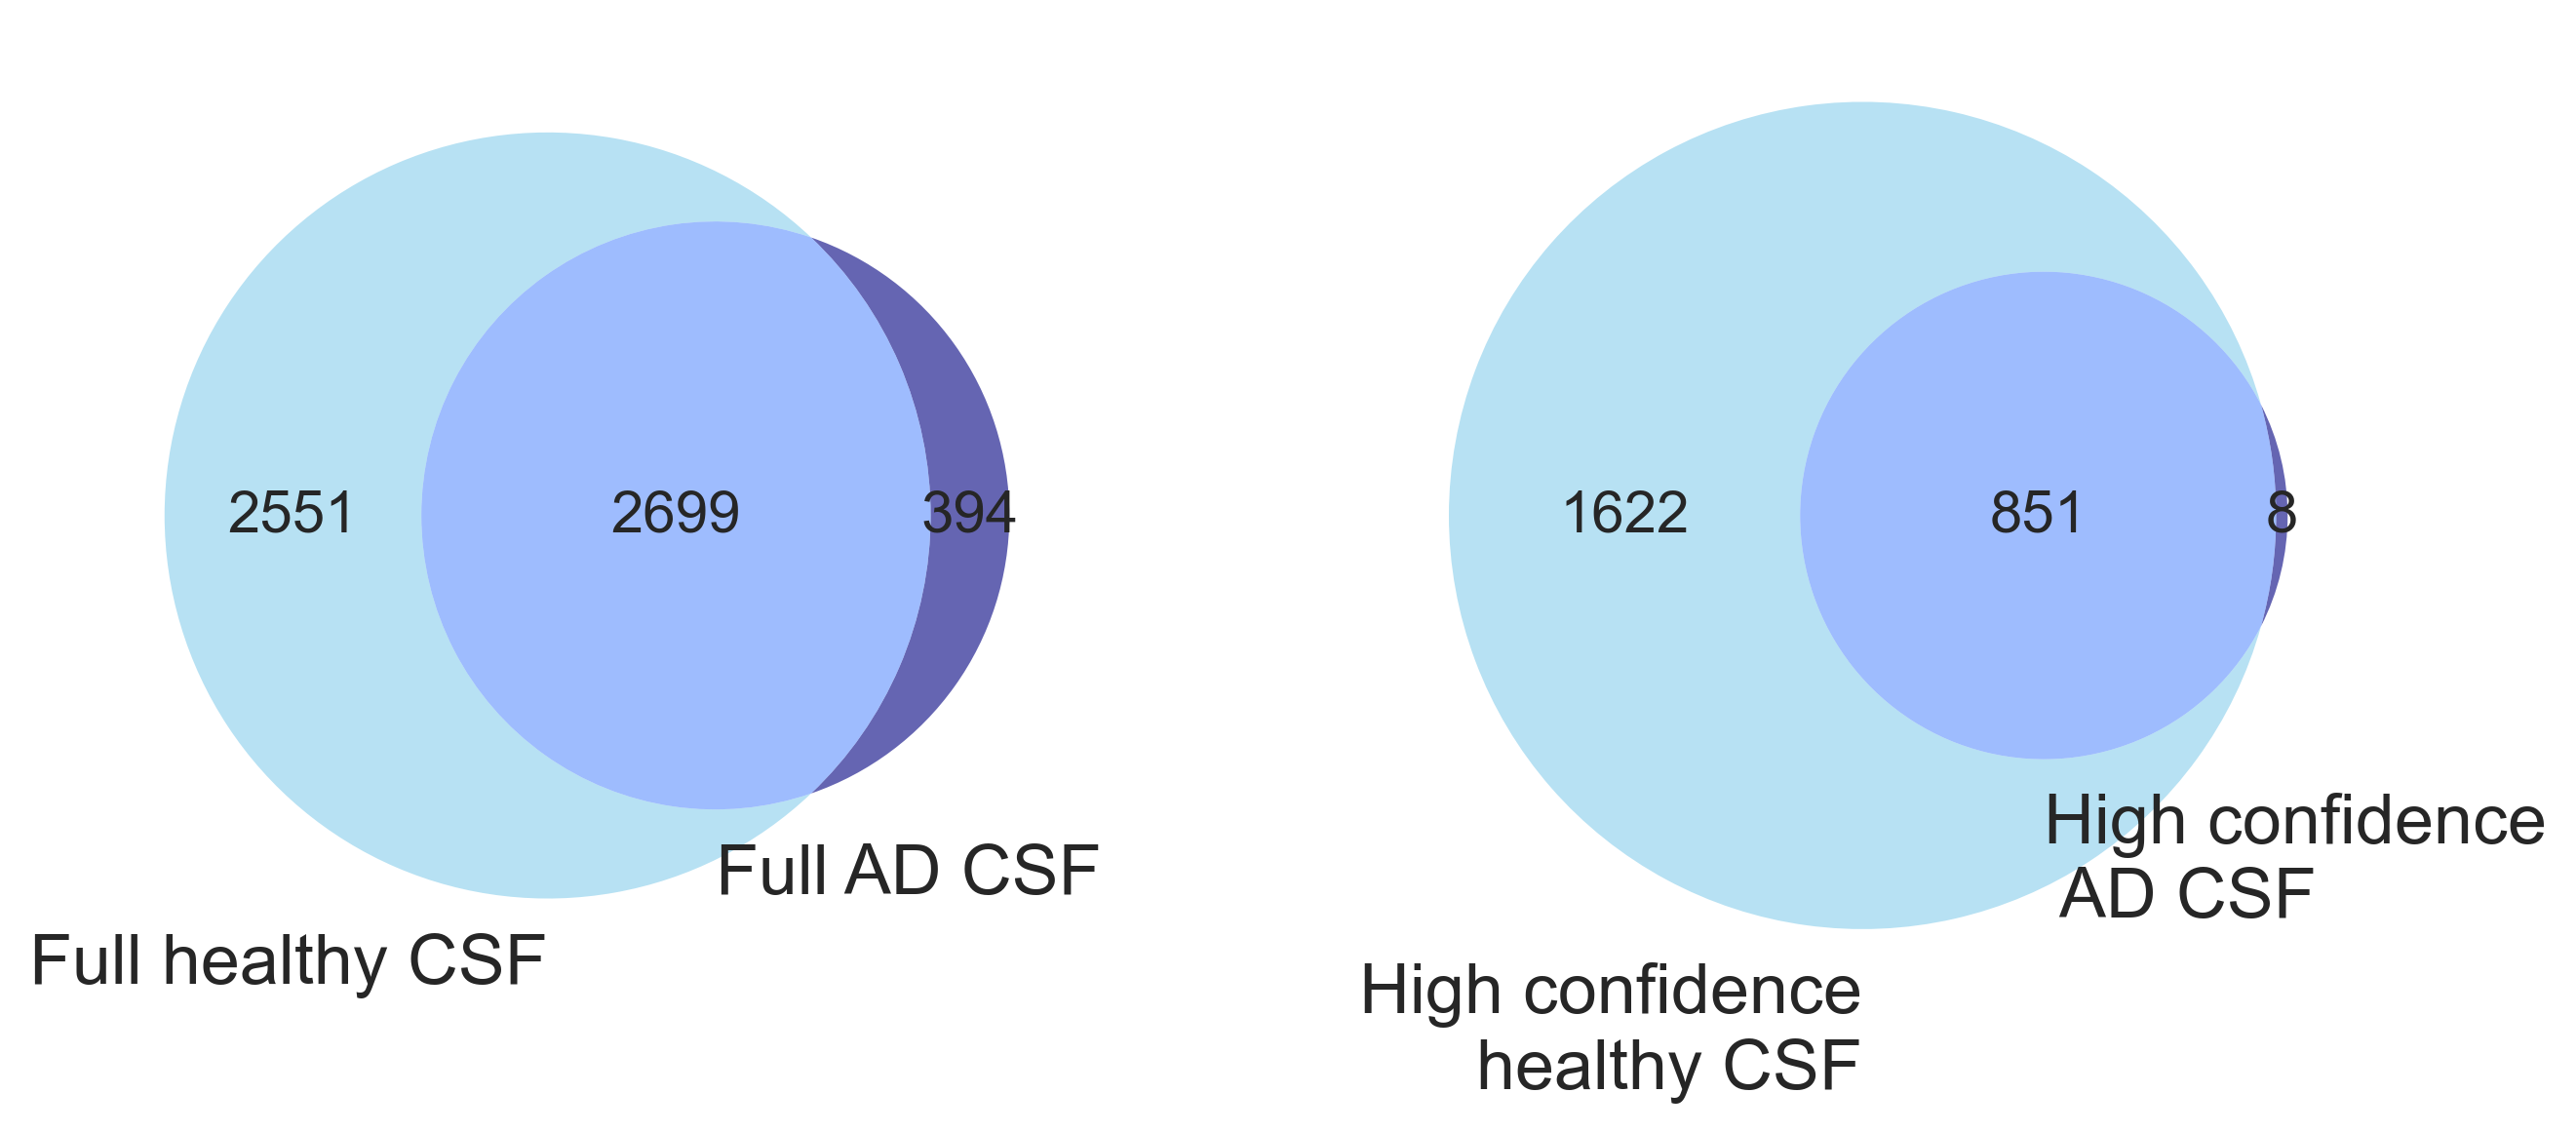 2551
2699
394
Full AD CSF
Full healthy CSF
1622
851
8
High confidence
AD CSF
High confidence
healthy CSF